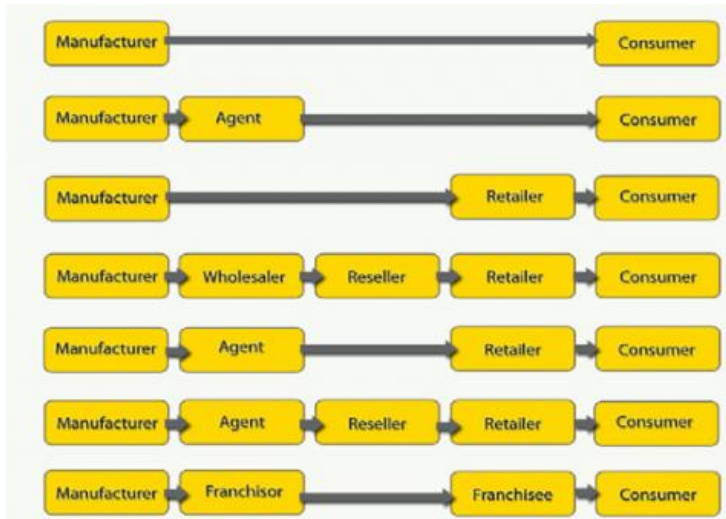 Manufacturer Consumer
Manufacturer Agent Consumer
Manufacturer Retailer Consumer
Manufacturer Wholesaler Reseller Retailer Consumer
Manufacturer Agent Retailer Consumer
Manufacturer Agent Reseller Retailer Consumer
Manufacturer Franchisor Franchisee Consumer